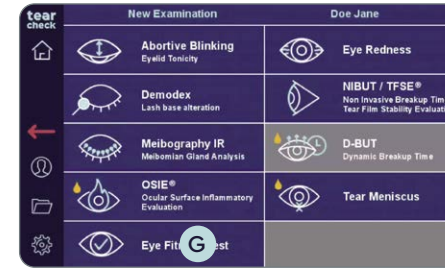 tear
check
New Examination
Doe Jane
Abortive Blinking
Eyelid Tonicity
Eye Redness
Demodex
Lash base alteration
NIBUT / TFSE®
Non Invasive Breakup Tim
Tear Film Stability Evaluati
Meibography IR
Meibomian Gland Analysis
D-BUT
Dynamic Breakup Time
OSIE®
Ocular Surface Inflammatory
Evaluation
Tear Meniscus
Eye Fit G est